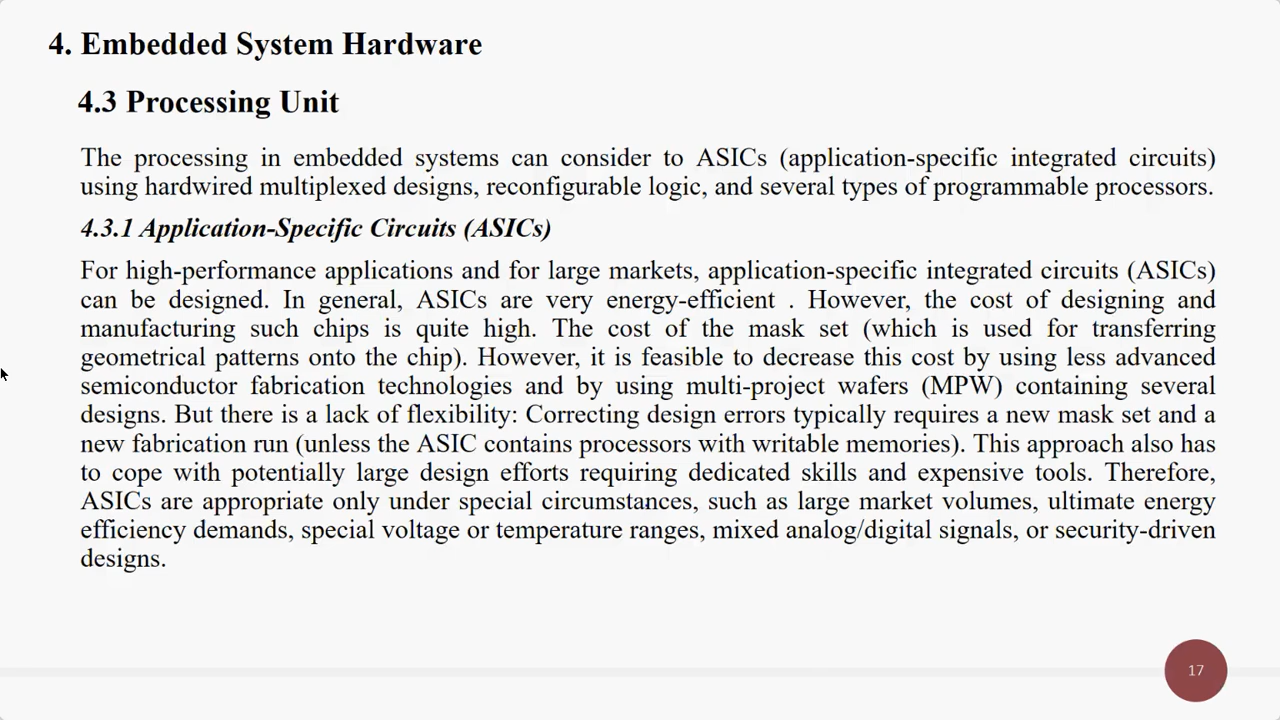 4. Embedded System Hardware
4.3 Processing Unit
The processing in embedded systems can consider to ASICs (application-specific integrated circuits)
using hardwired multiplexed designs, reconfigurable logic, and several types of programmable processors.
4.3.1 Application-Specific Circuits (ASICs)
For high-performance applications and for large markets, application-specific integrated circuits (ASICs)
can be designed. In general, ASICs are very energy-efficient . However, the cost of designing and
manufacturing such chips is quite high. The cost of the mask set (which is used for transferring
geometrical patterns onto the chip). However, it is feasible to decrease this cost by using less advanced
semiconductor fabrication technologies and by using multi-project wafers (MPW) containing several
designs. But there is a lack of flexibility: Correcting design errors typically requires a new mask set and a
new fabrication run (unless the ASIC contains processors with writable memories). This approach also has
to cope with potentially large design efforts requiring dedicated skills and expensive tools. Therefore,
ASICs are appropriate only under special circumstances, such as large market volumes, ultimate energy
efficiency demands, special voltage or temperature ranges, mixed analog/digital signals, or security-driven
designs.
17